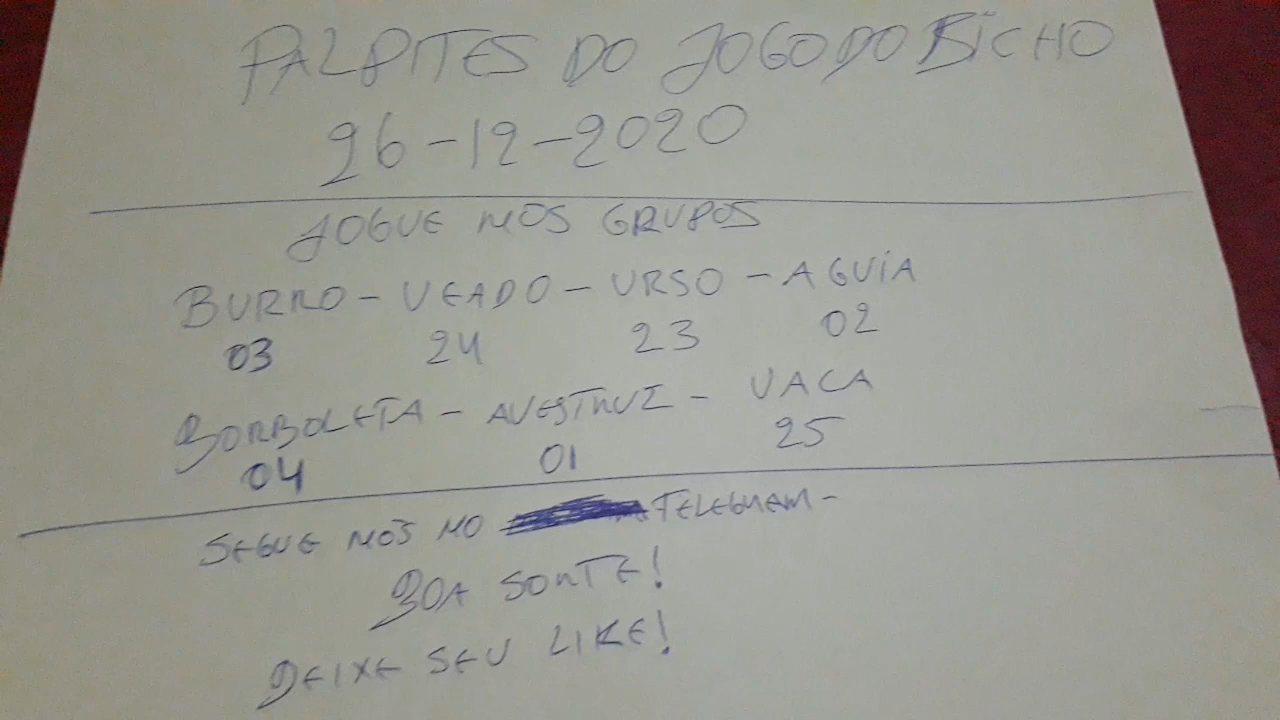 PALPITES DO JOGO DO BICHO
26-12-2020
JOGUE NOS GRUPOS
BURRO - VEADO - URSO - AGUIA
03 24 23 02
BORBOLETA - AVESTRUZ - VACA
04 01 25
SEGUE NOS NO TELEGRAM -
BOA SORTE!
DEIXE SEU LIKE!